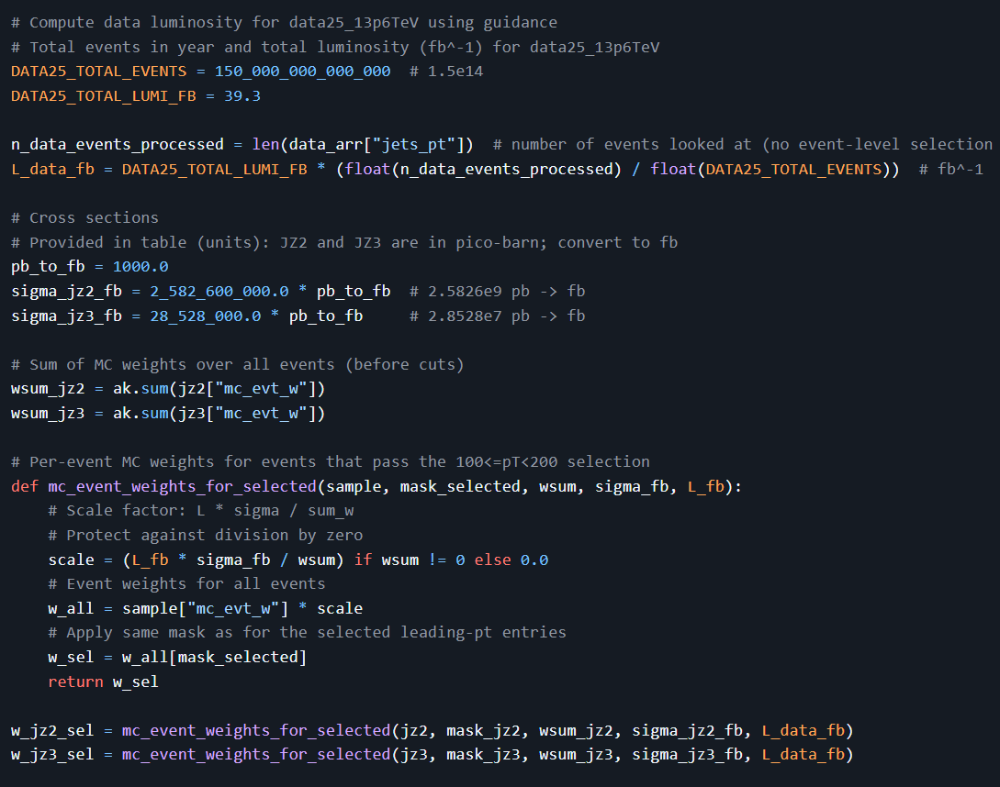 # Compute data luminosity for data25_13p6TeV using guidance
# Total events in year and total luminosity (fb^-1) for data25_13p6TeV
DATA25_TOTAL_EVENTS = 150_000_000_000_000  # 1.5e14
DATA25_TOTAL_LUMI_FB = 39.3

n_data_events_processed = len(data_arr["jets_pt"])  # number of events looked at (no event-level selection
L_data_fb = DATA25_TOTAL_LUMI_FB * (float(n_data_events_processed) / float(DATA25_TOTAL_EVENTS))  # fb^-1

# Cross sections
# Provided in table (units): JZ2 and JZ3 are in pico-barn; convert to fb
pb_to_fb = 1000.0
sigma_jz2_fb = 2_582_600_000.0 * pb_to_fb  # 2.5826e9 pb -> fb
sigma_jz3_fb = 28_528_000.0 * pb_to_fb     # 2.8528e7 pb -> fb

# Sum of MC weights over all events (before cuts)
wsum_jz2 = ak.sum(jz2["mc_evt_w"])
wsum_jz3 = ak.sum(jz3["mc_evt_w"])

# Per-event MC weights for events that pass the 100<=pT<200 selection
def mc_event_weights_for_selected(sample, mask_selected, wsum, sigma_fb, L_fb):
    # Scale factor: L * sigma / sum_w
    # Protect against division by zero
    scale = (L_fb * sigma_fb / wsum) if wsum != 0 else 0.0
    # Event weights for all events
    w_all = sample["mc_evt_w"] * scale
    # Apply same mask as for the selected leading-pt entries
    w_sel = w_all[mask_selected]
    return w_sel

w_jz2_sel = mc_event_weights_for_selected(jz2, mask_jz2, wsum_jz2, sigma_jz2_fb, L_data_fb)
w_jz3_sel = mc_event_weights_for_selected(jz3, mask_jz3, wsum_jz3, sigma_jz3_fb, L_data_fb)